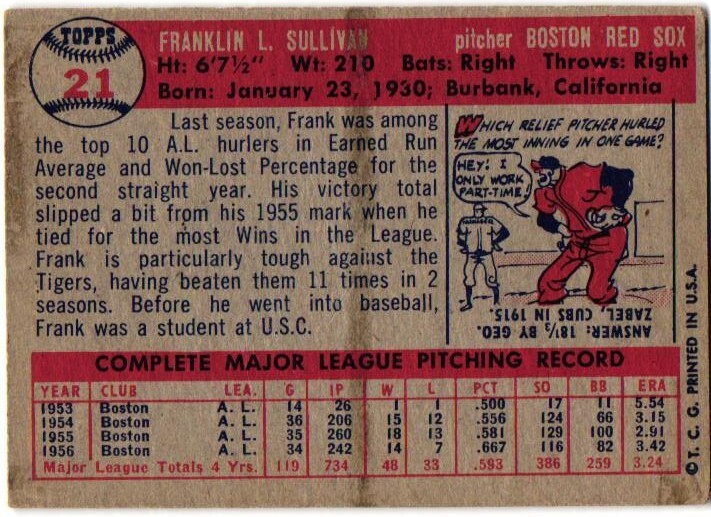 TOPPS
21
FRANKLIN L. SULLIVAN pitcher BOSTON RED SOX
Ht: 6'7½" Wt: 210 Bats: Right Throws: Right
Born: January 23, 1930; Burbank, California
Last season, Frank was among
the top 10 A.L. hurlers in Earned Run
Average and Won-Lost Percentage for
the second straight year. His victory total
slipped a bit from his 1955 mark when he
tied for the most Wins in the League.
Frank is particularly tough against the
Tigers, having beaten them 11 times in 2
seasons. Before he went into baseball,
Frank was a student at U.S.C.
WHICH RELIEF PITCHER HURLED
THE MOST INNING IN ONE GAME?
HEY! I
ONLY WORK
PART-TIME!
ANSWER: 18⅓ BY GEO.
ZABEL, CUBS IN 1915.
COMPLETE MAJOR LEAGUE PITCHING RECORD
YEAR CLUB LEA. G IP W L PCT SO BB ERA
1953 Boston A. L. 14 26 1 1 .500 17 11 5.54
1954 Boston A. L. 36 206 15 12 .556 124 66 3.15
1955 Boston A. L. 35 260 18 13 .581 129 100 2.91
1956 Boston A. L. 34 242 14 7 .667 116 82 3.42
Major League Totals 4 Yrs. 119 734 48 33 .593 386 259 3.24
© T. C. G. PRINTED IN U.S.A.